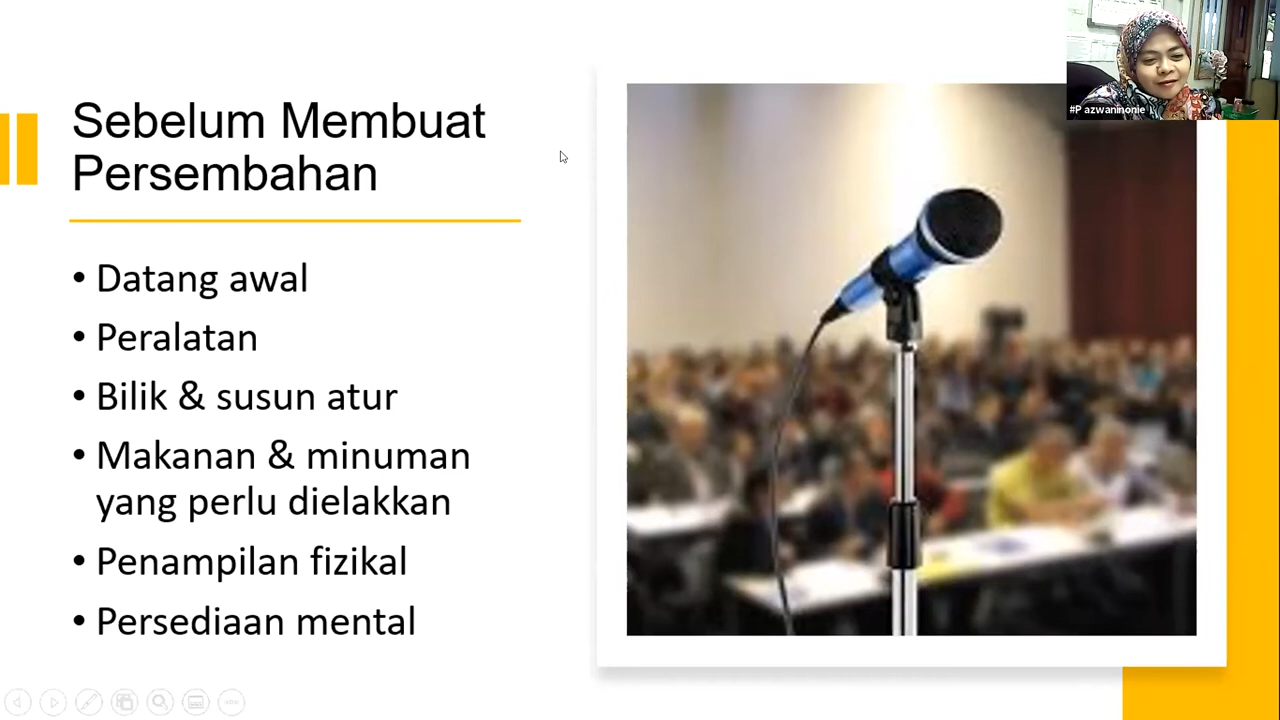 Sebelum Membuat
Persembahan
• Datang awal
• Peralatan
• Bilik & susun atur
• Makanan & minuman
yang perlu dielakkan
• Penampilan fizikal
• Persediaan mental
#P azwaninonie